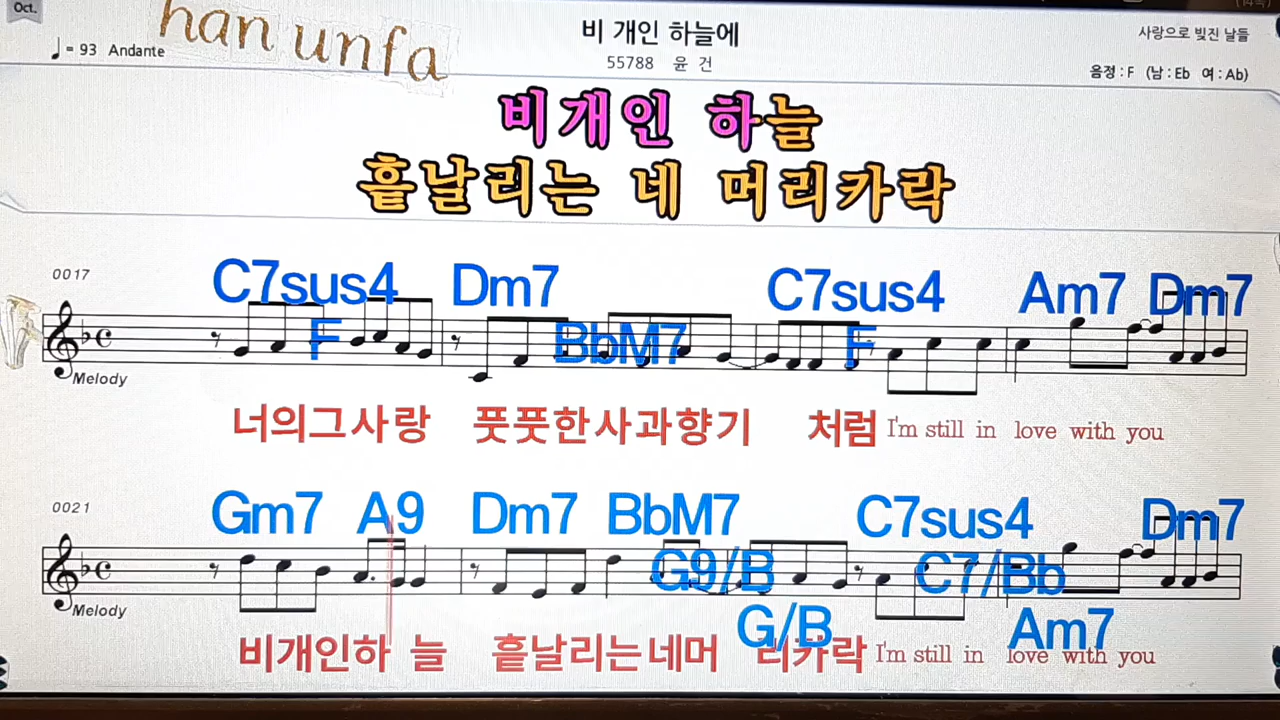 Oct.
han unfa
♩= 93 Andante
비 개인 하늘에
55788 윤 건
사랑으로 빚진 날들
음정 : F (남 : Eb 여 : Ab)
비개인 하늘
흩날리는 네 머리카락
0017
C7sus4 Dm7 C7sus4 Am7 Dm7
F BbM7 F
Melody
너의그사랑 풋풋한사과향기 처럼 I'm still in love with you
0021
Gm7 A9 Dm7 BbM7 C7sus4 Dm7
G9/B C7/Bb
Melody
G/B Am7
비개인하 늘 흩날리는네머 리카락 I'm still in love with you